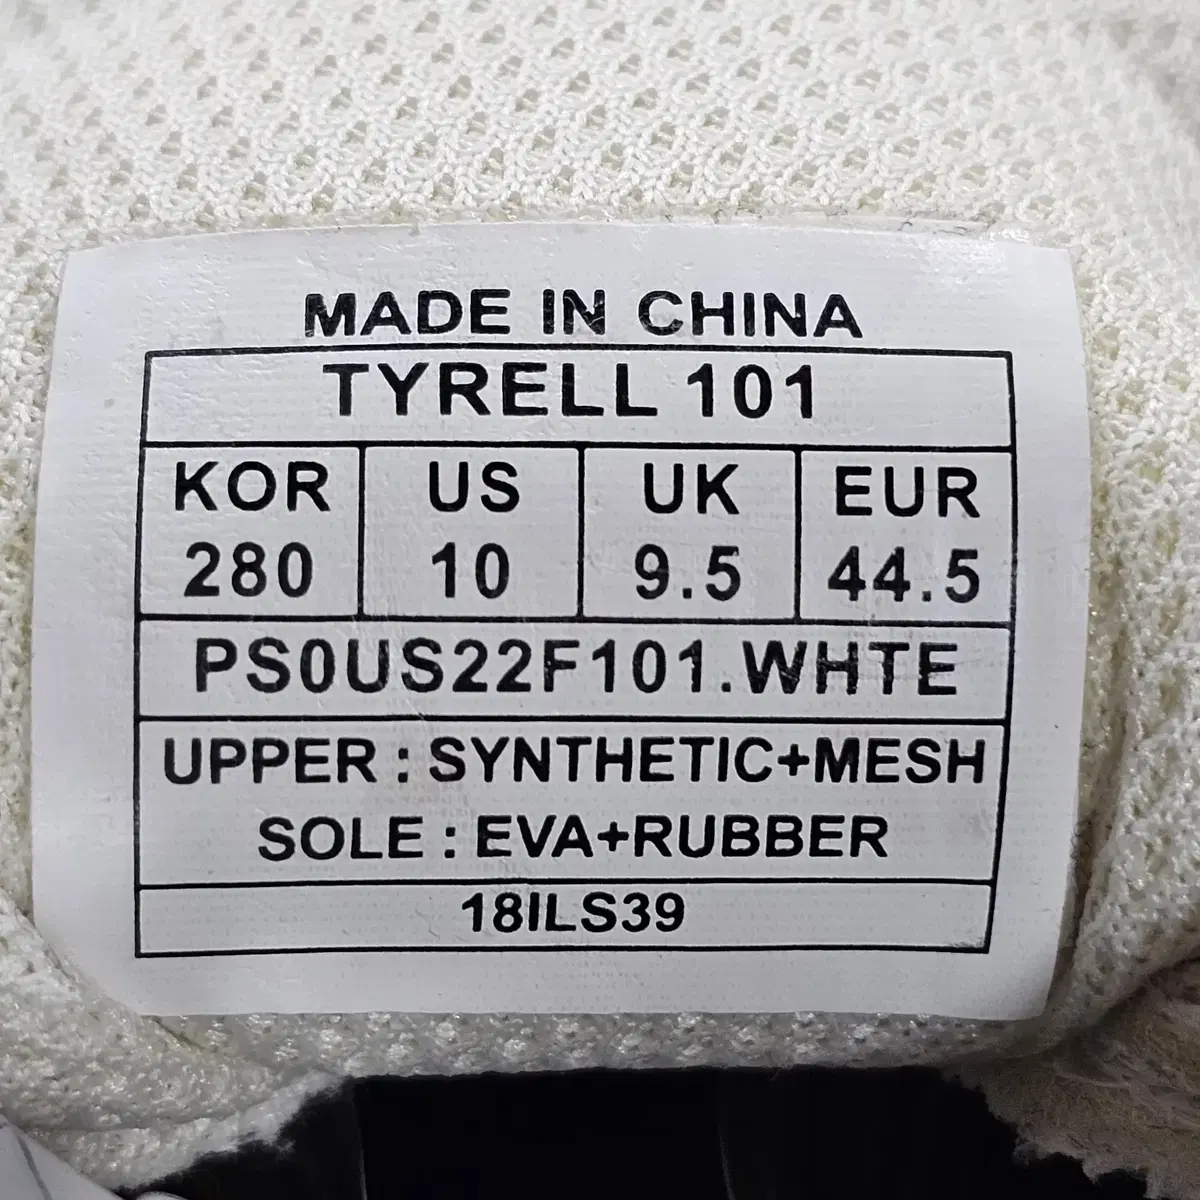 MADE IN CHINA
TYRELL 101
KOR US UK EUR
280 10 9.5 44.5
PS0US22F101.WHTE
UPPER : SYNTHETIC+MESH
SOLE : EVA+RUBBER
18ILS39